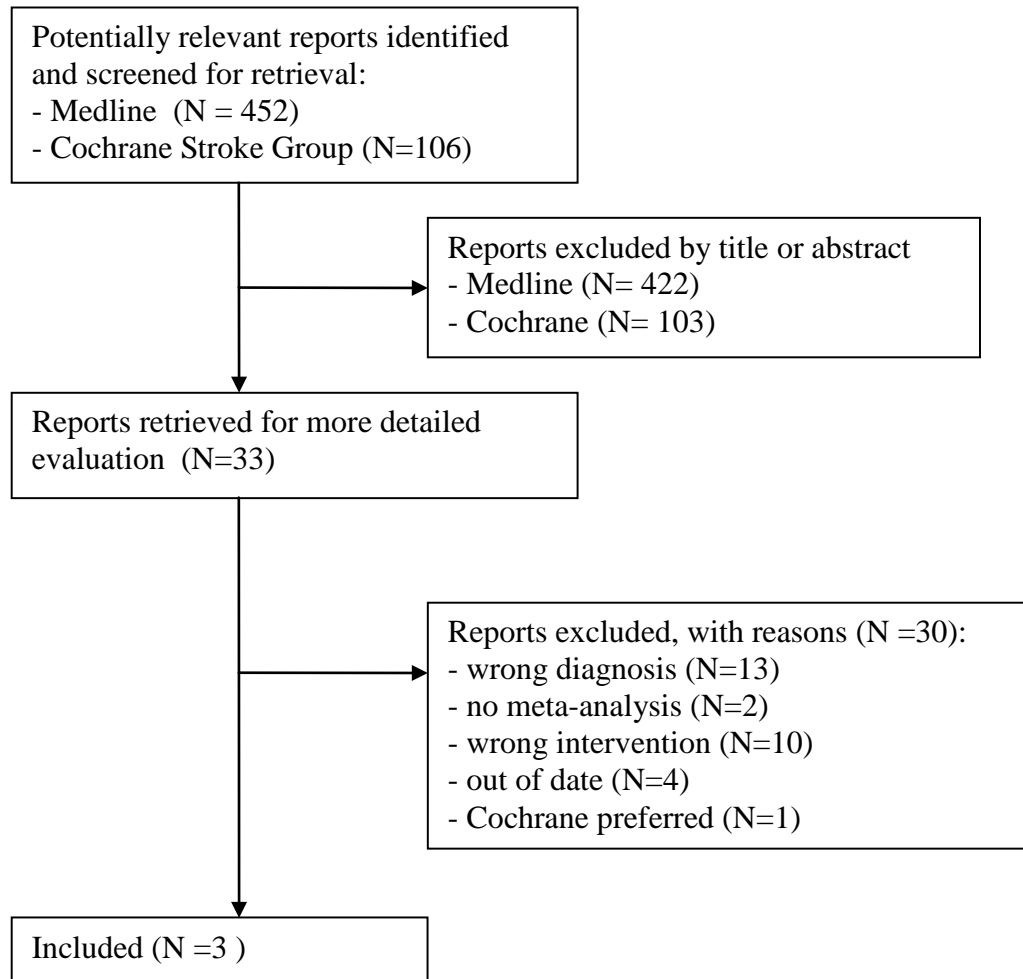 Potentially relevant reports identified
and screened for retrieval:
- Medline  (N = 452)
- Cochrane Stroke Group (N=106)
Reports excluded by title or abstract
- Medline (N= 422)
- Cochrane (N= 103)
Reports retrieved for more detailed
evaluation  (N=33)
Reports excluded, with reasons (N =30):
- wrong diagnosis (N=13)
- no meta-analysis (N=2)
- wrong intervention (N=10)
- out of date (N=4)
- Cochrane preferred (N=1)
Included (N =3 )